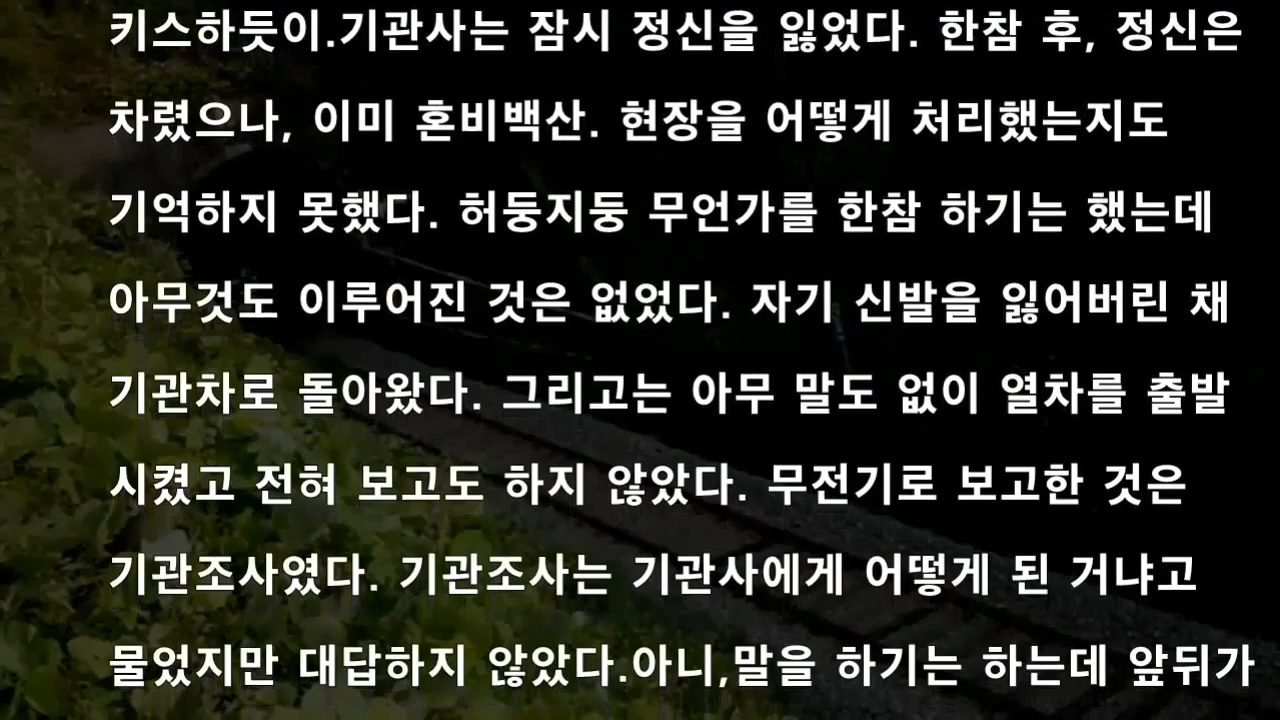 키스하듯이.기관사는 잠시 정신을 잃었다. 한참 후, 정신은
차렸으나, 이미 혼비백산. 현장을 어떻게 처리했는지도
기억하지 못했다. 허둥지둥 무언가를 한참 하기는 했는데
아무것도 이루어진 것은 없었다. 자기 신발을 잃어버린 채
기관차로 돌아왔다. 그리고는 아무 말도 없이 열차를 출발
시켰고 전혀 보고도 하지 않았다. 무전기로 보고한 것은
기관조사였다. 기관조사는 기관사에게 어떻게 된 거냐고
물었지만 대답하지 않았다.아니,말을 하기는 하는데 앞뒤가